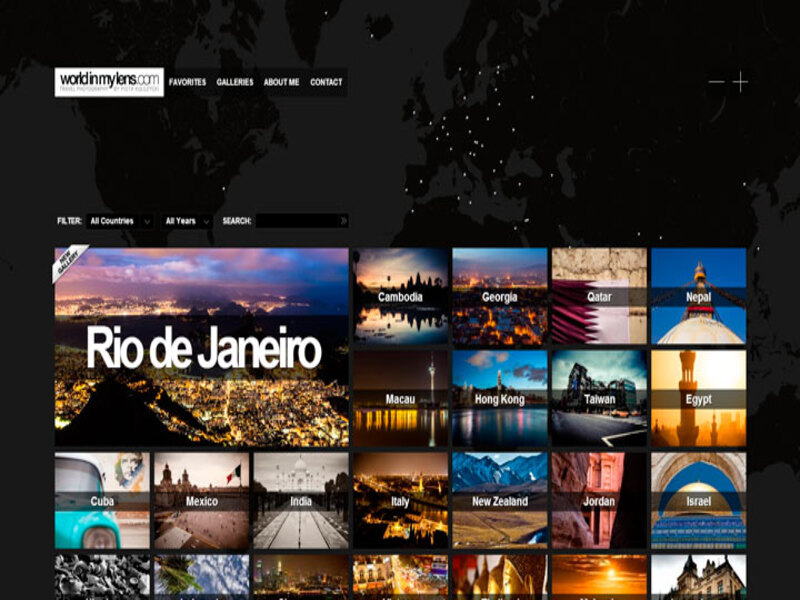 worldinmylens.com
TRAVEL PHOTOGRAPHY BY PIOTR KULCZYCKI
FAVORITES GALLERIES ABOUT ME CONTACT
FILTER: All Countries All Years SEARCH:
NEW
GALLERY
Rio de Janeiro
Cambodia
Georgia
Qatar
Nepal
Macau
Hong Kong
Taiwan
Egypt
Cuba
Mexico
India
Italy
New Zealand
Jordan
Israel